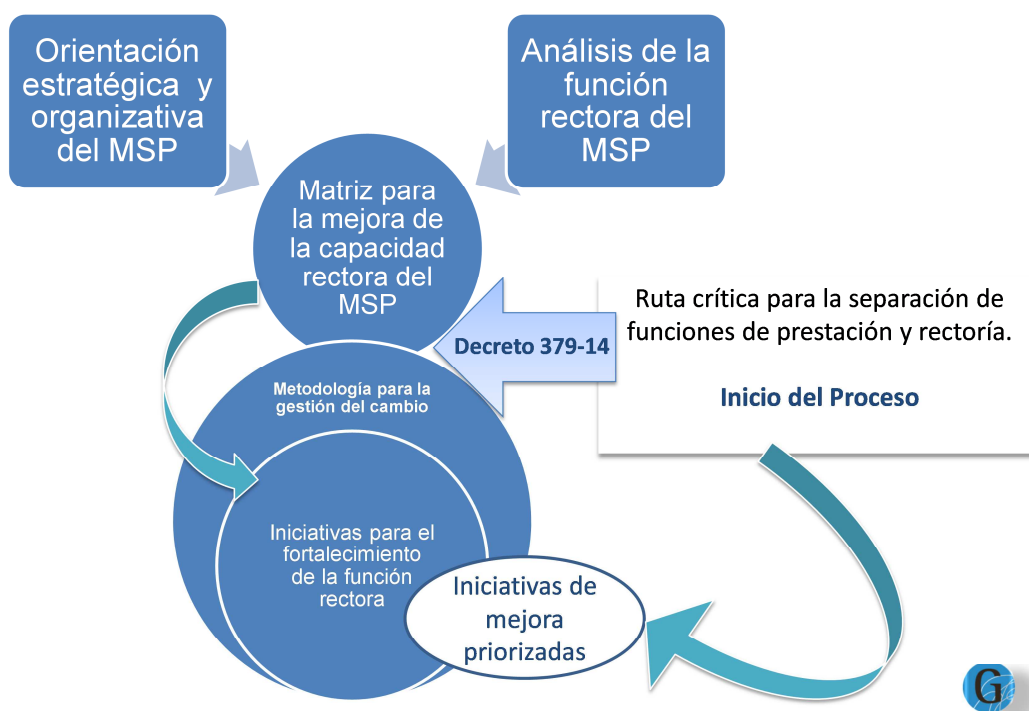 Orientación
estratégica y
organizativa
del MSP
Análisis de la
función
rectora del
MSP
Matriz para
la mejora de
la capacidad
rectora del
MSP
Decreto 379-14
Ruta crítica para la separación de
funciones de prestación y rectoría.
Inicio del Proceso
Metodología para la
gestión del cambio
Iniciativas para el
fortalecimiento
de la función
rectora
Iniciativas de
mejora
priorizadas
G